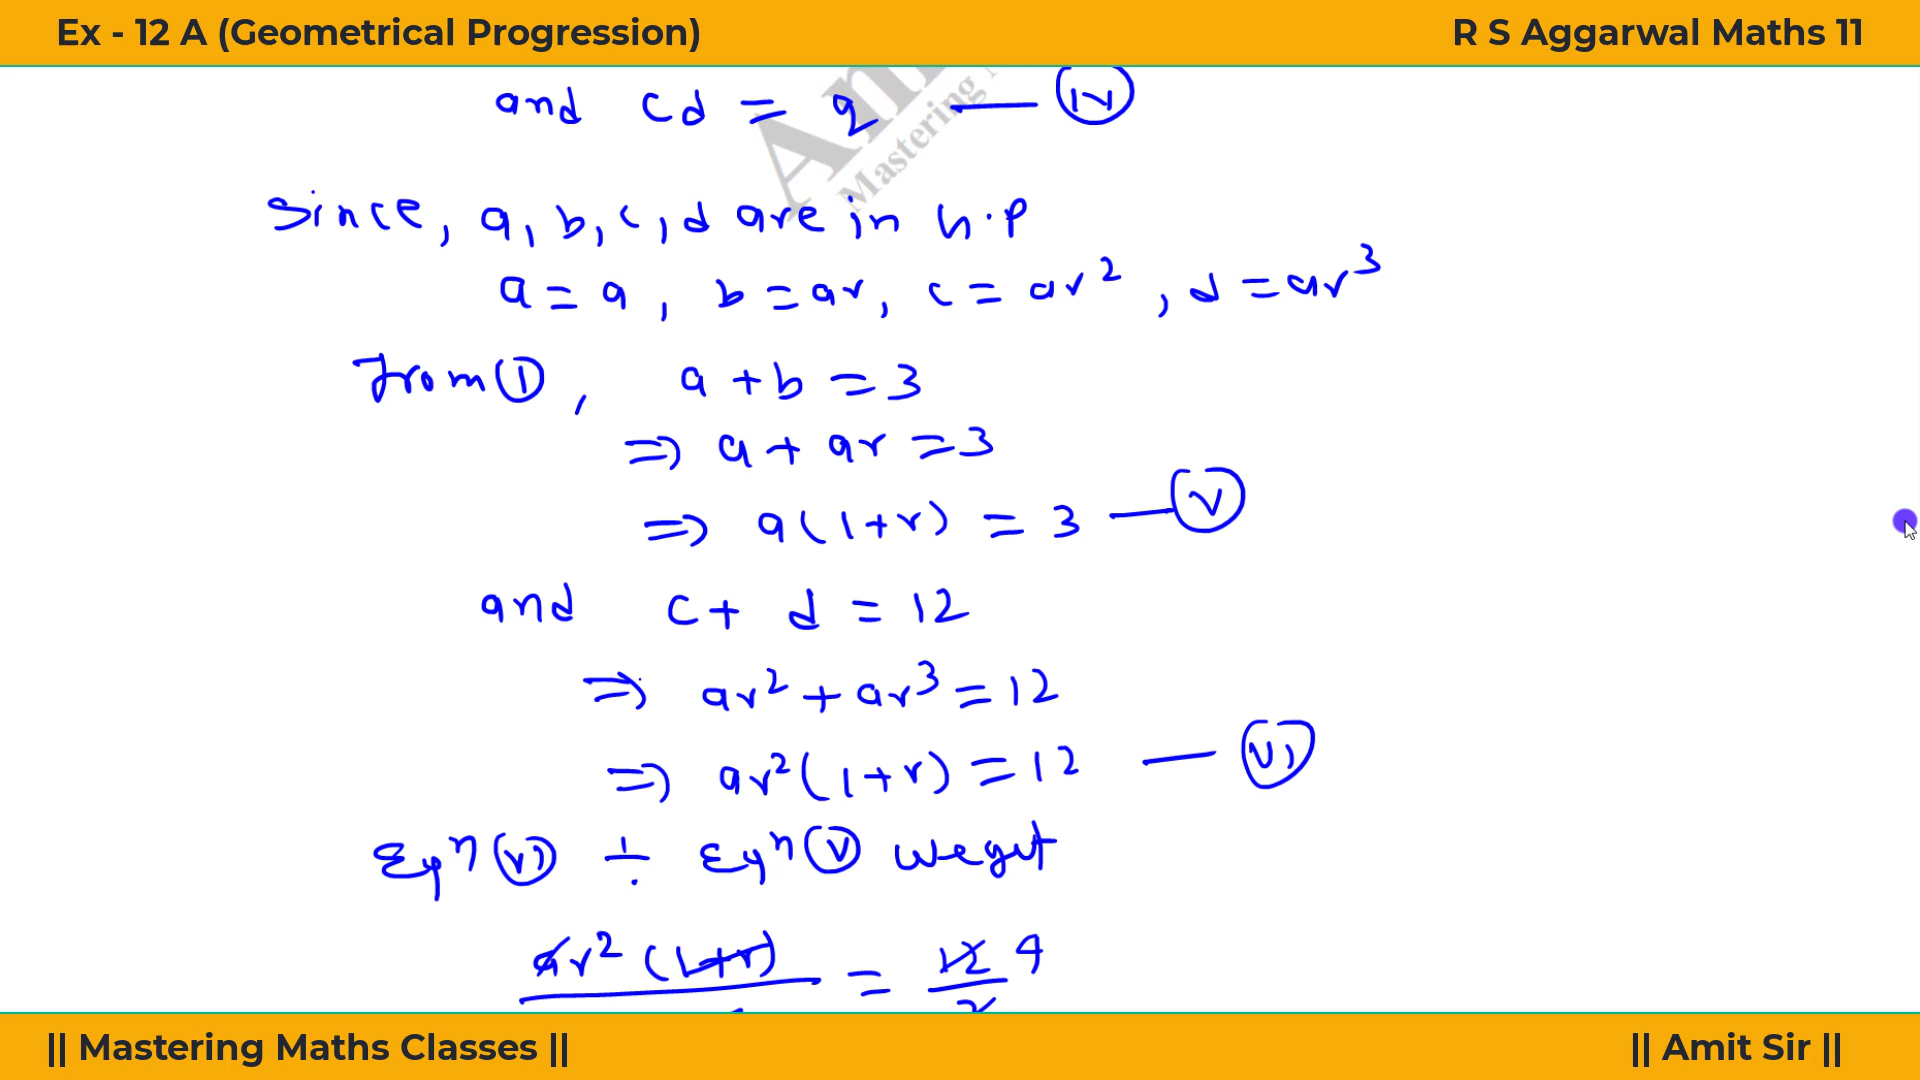 Ex - 12 A (Geometrical Progression)
R S Aggarwal Maths 11
and cd = q — (iv)
Since, a, b, c, d are in G.P
a = a, b = ar, c = ar², d = ar³
From (i), a + b = 3
⇒ a + ar = 3
⇒ a(1+r) = 3 — (v)
and c + d = 12
⇒ ar² + ar³ = 12
⇒ ar²(1+r) = 12 — (vi)
Eqⁿ (vi) ÷ Eqⁿ (v) we get
ar² (1+r) = 12 4
|| Mastering Maths Classes ||
|| Amit Sir ||